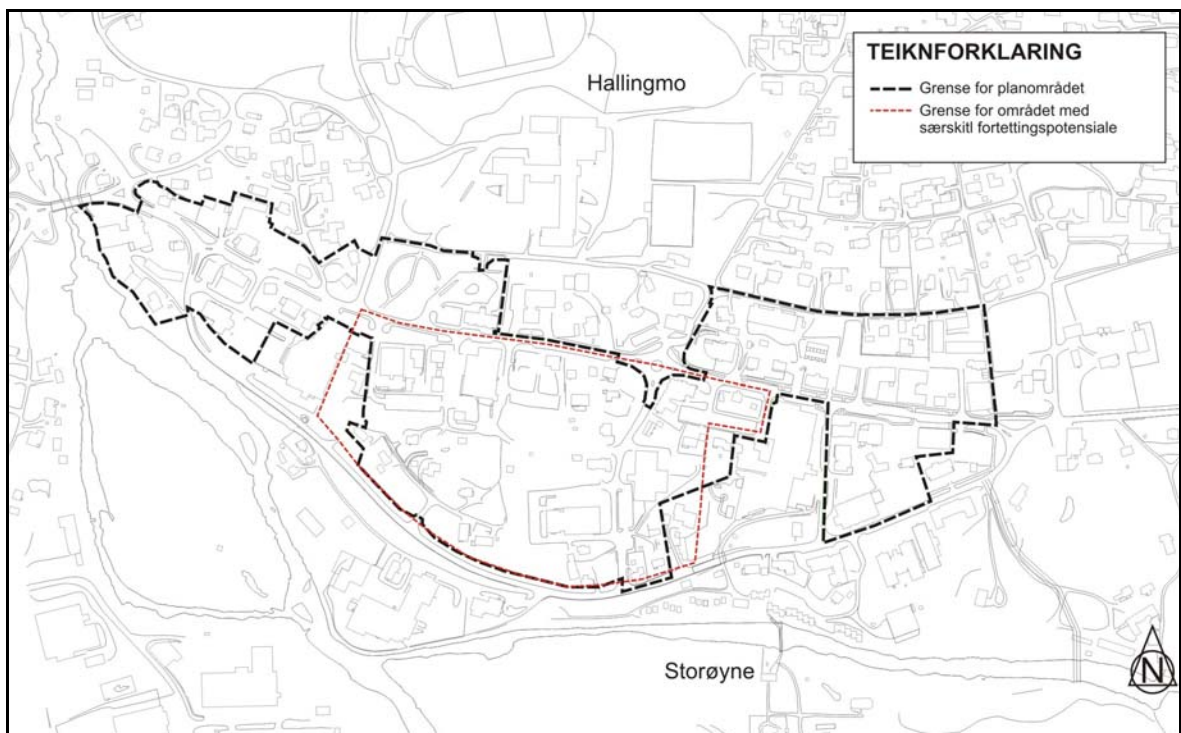 Hallingmo
TEIKNFORKLARING
Grense for planområdet
Grense for området med
særskitl fortettingspotensiale
Storøyne
N